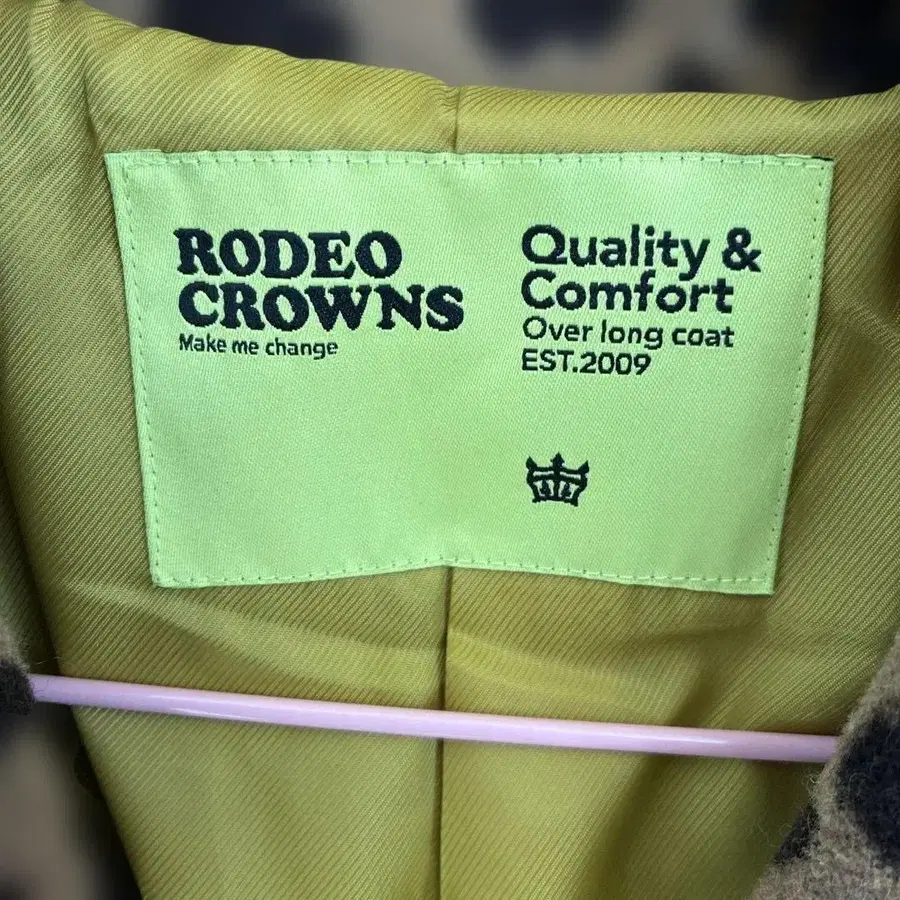 RODEO
CROWNS
Make me change
Quality &
Comfort
Over long coat
EST.2009